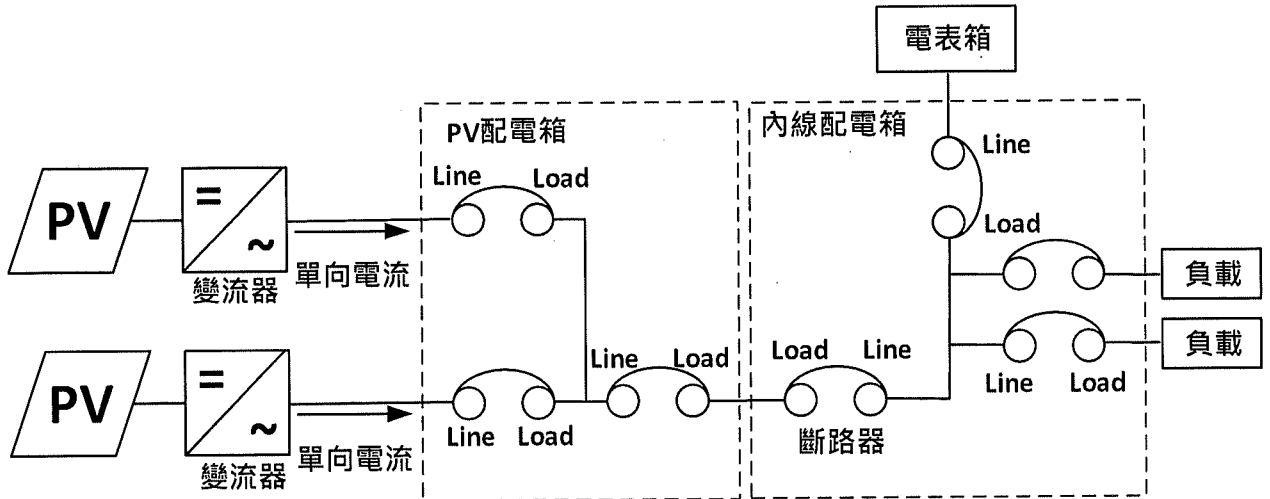 電表箱
PV配電箱
內線配電箱
Line
Load
Line
Load
PV
=
~
單向電流
變流器
負載
負載
Line
Load
PV
=
~
單向電流
變流器
Line
Load
Line
Load
Load
Line
斷路器
Line
Load